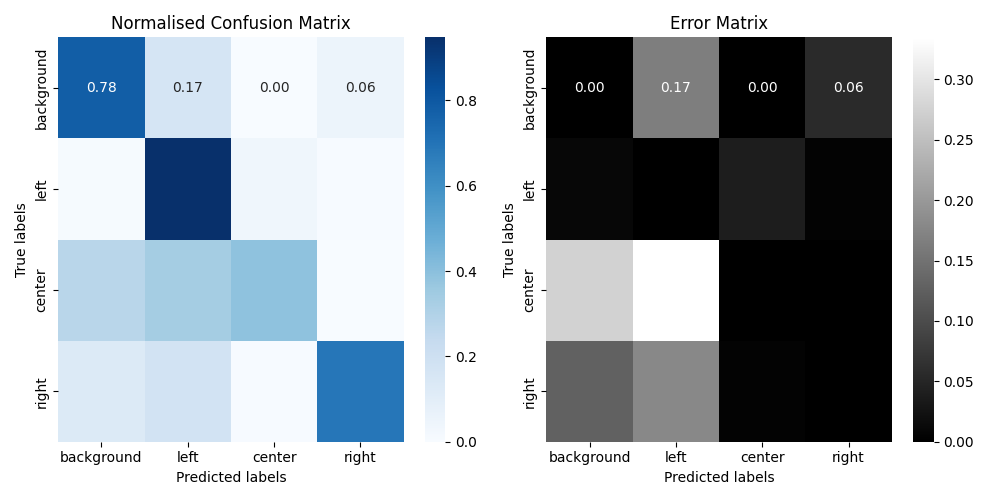 Normalised Confusion Matrix
background
left
center
right
True labels
0.78 0.17 0.00 0.06
background left center right
Predicted labels
0.8
0.6
0.4
0.2
0.0
Error Matrix
background
left
center
right
True labels
0.00 0.17 0.00 0.06
background left center right
Predicted labels
0.30
0.25
0.20
0.15
0.10
0.05
0.00